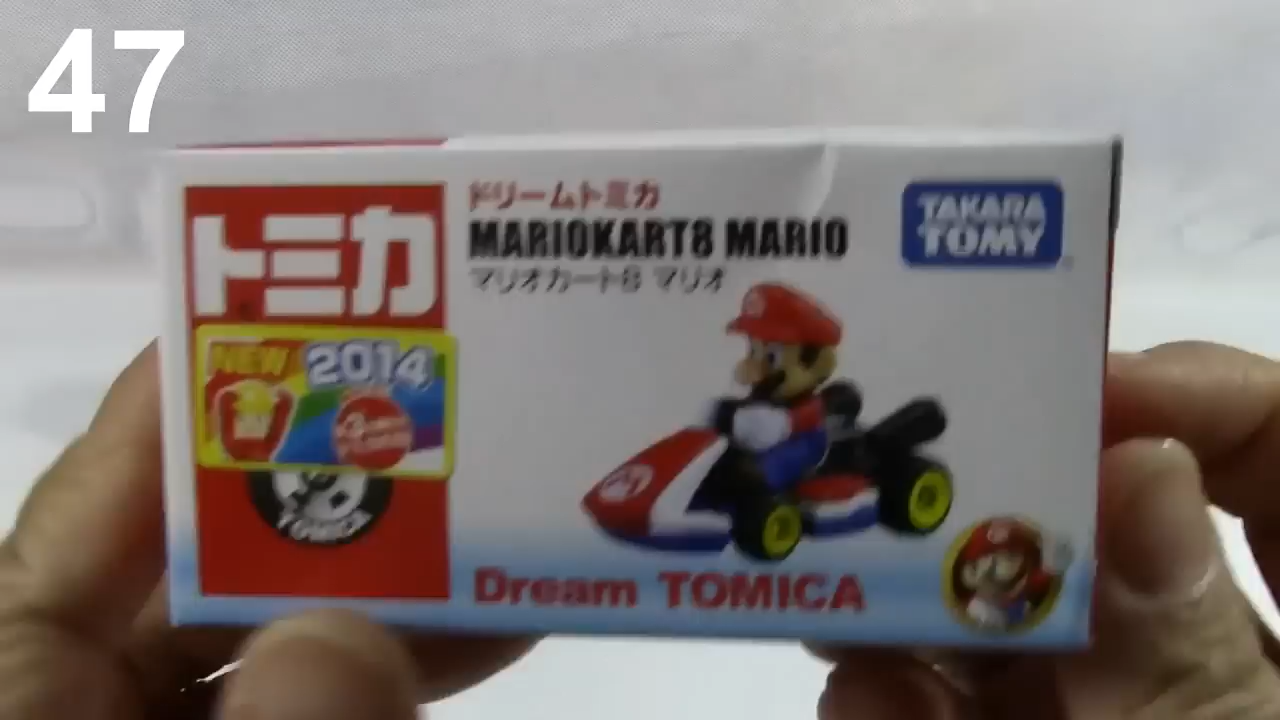 47
トミカ
NEW
2014
TOMICA
ドリームトミカ
MARIOKART8 MARIO
マリオカート8 マリオ
TAKARA
TOMY
Dream TOMICA